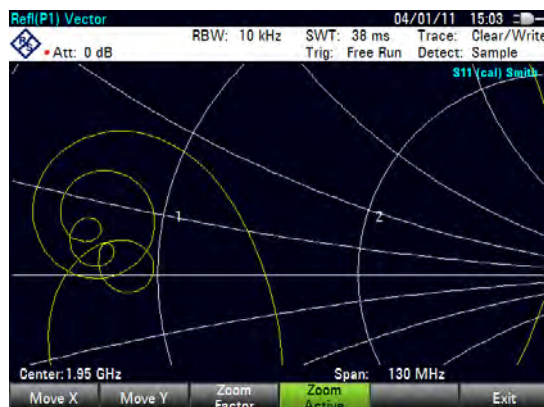 Refl(P1) Vector 04/01/11 15:03
RBW: 10 kHz SWT: 38 ms Trace: Clear/Write
Att: 0 dB Trig: Free Run Detect: Sample
S11 (cal) Smith
1 2
Center: 1.95 GHz Span: 130 MHz
Move X Move Y Zoom Factor Zoom Active Exit